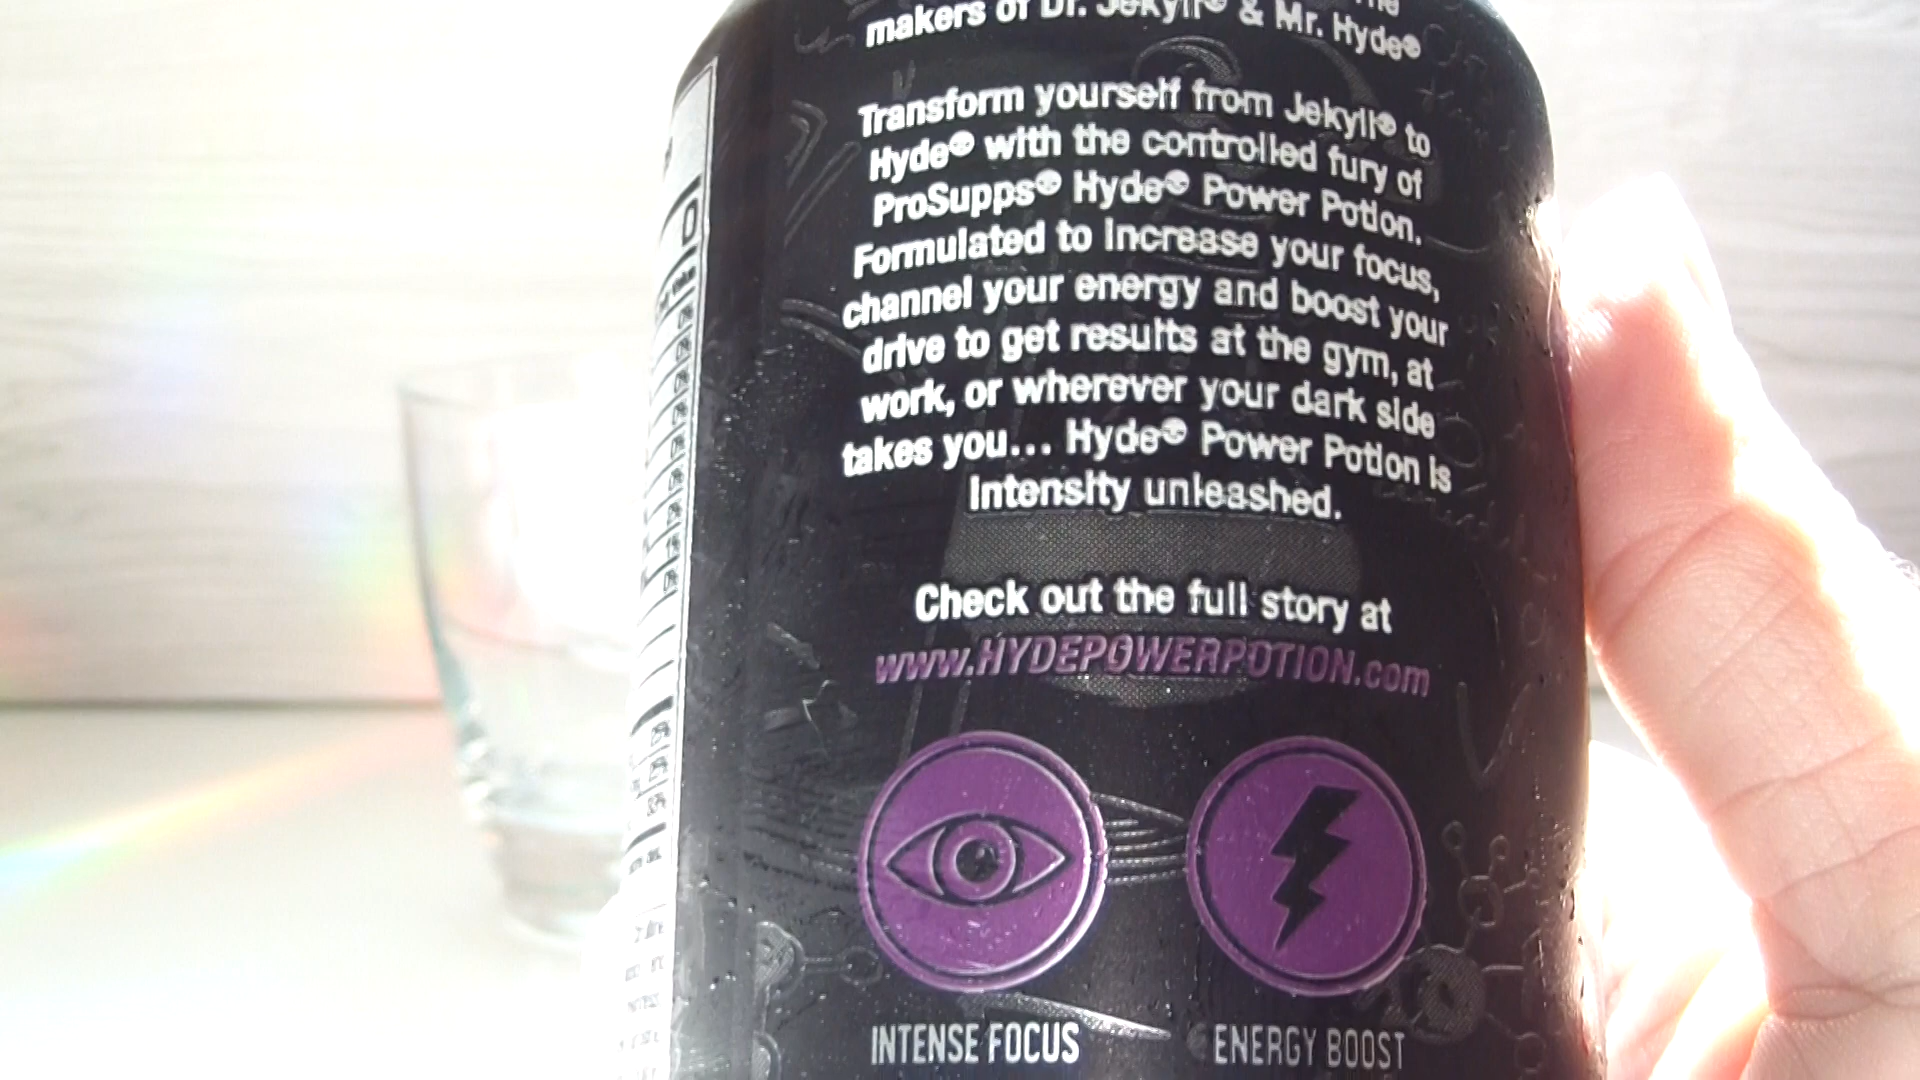 makers of Dr. Jekyll® & Mr. Hyde®
Transform yourself from Jekyll® to
Hyde® with the controlled fury of
ProSupps® Hyde® Power Potion.
Formulated to increase your focus,
channel your energy and boost your
drive to get results at the gym, at
work, or wherever your dark side
takes you... Hyde® Power Potion is
intensity unleashed.
Check out the full story at
www.HYDEPOWERPOTION.com
INTENSE FOCUS
ENERGY BOOST